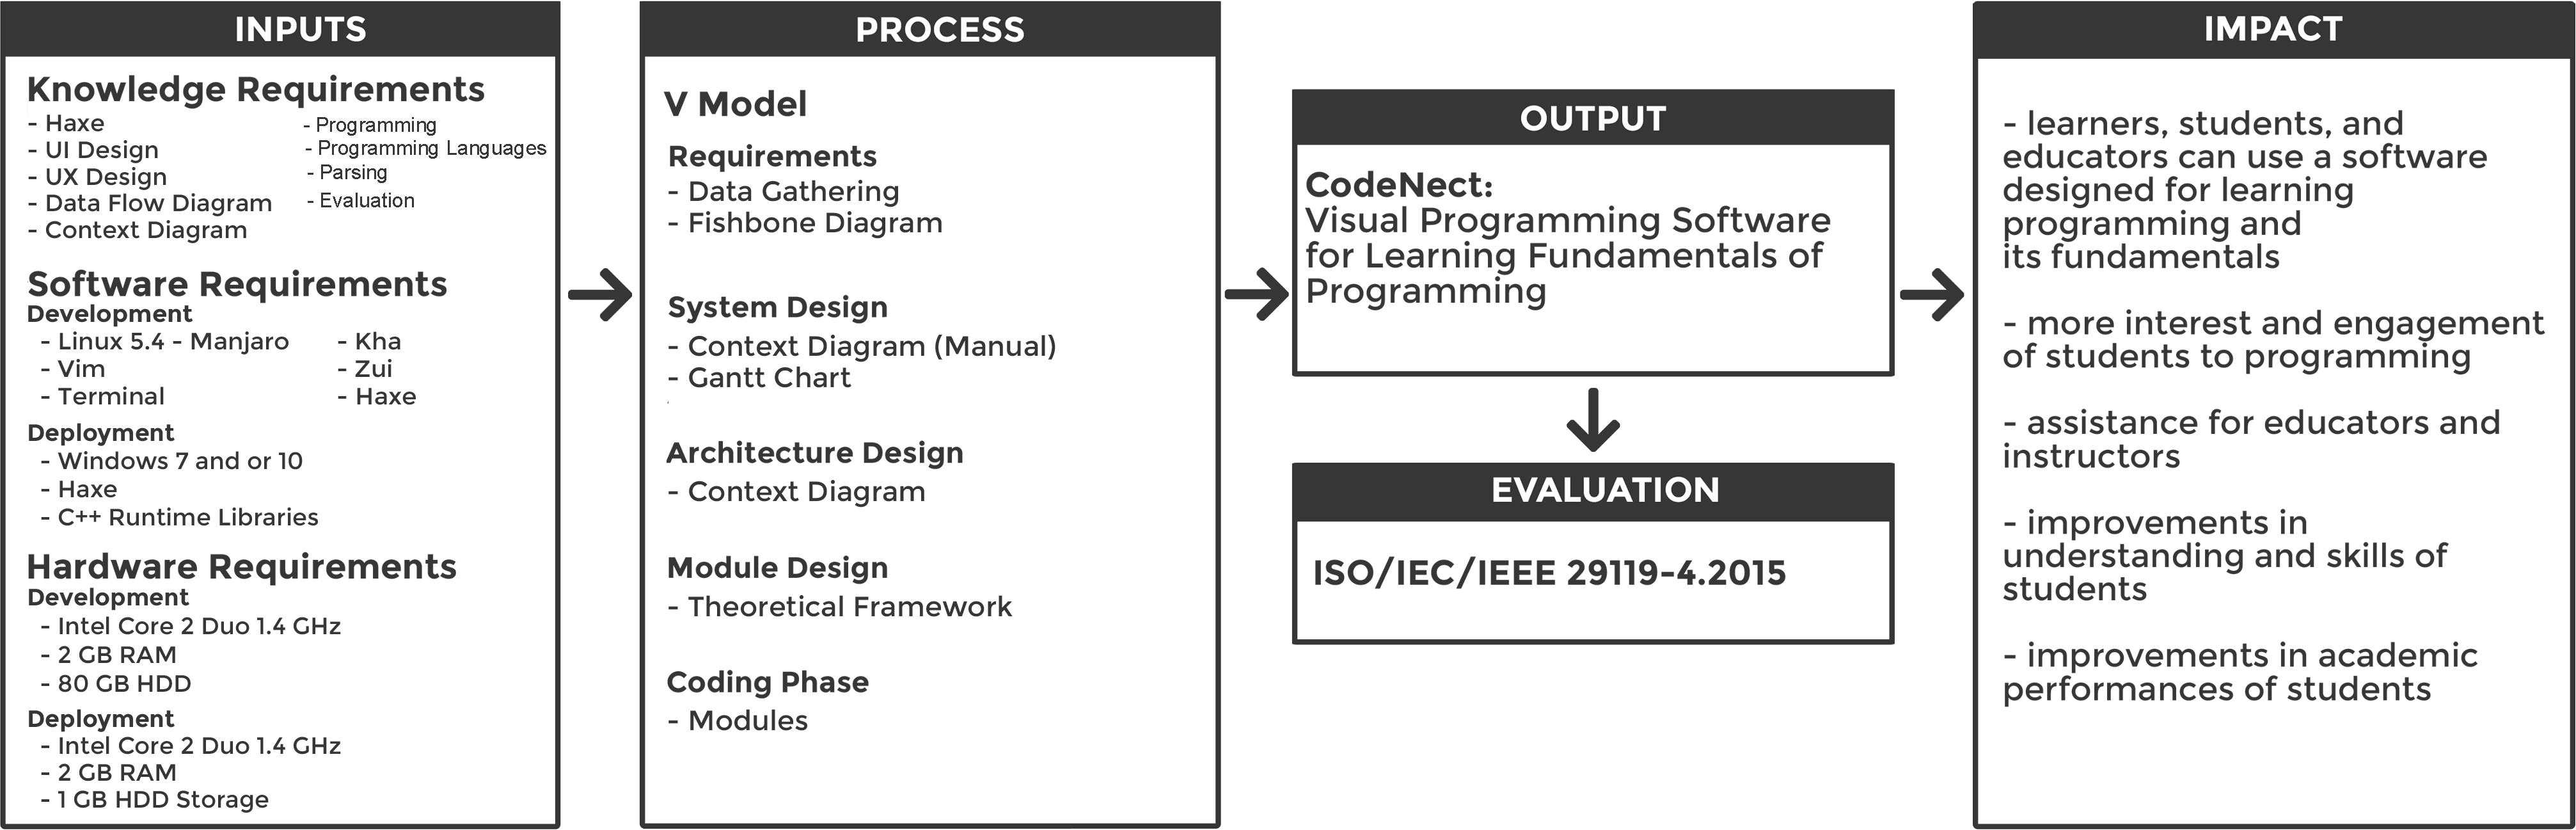 INPUTS
Knowledge Requirements
- Haxe
- UI Design
- UX Design
- Data Flow Diagram
- Context Diagram
- Programming
- Programming Languages
- Parsing
- Evaluation
Software Requirements
Development
- Linux 5.4 - Manjaro
- Vim
- Terminal
- Kha
- Zui
- Haxe
Deployment
- Windows 7 and or 10
- Haxe
- C++ Runtime Libraries
Hardware Requirements
Development
- Intel Core 2 Duo 1.4 GHz
- 2 GB RAM
- 80 GB HDD
Deployment
- Intel Core 2 Duo 1.4 GHz
- 2 GB RAM
- 1 GB HDD Storage
PROCESS
V Model
Requirements
- Data Gathering
- Fishbone Diagram
System Design
- Context Diagram (Manual)
- Gantt Chart
Architecture Design
- Context Diagram
Module Design
- Theoretical Framework
Coding Phase
- Modules
OUTPUT
CodeNect:
Visual Programming Software
for Learning Fundamentals of
Programming
EVALUATION
ISO/IEC/IEEE 29119-4.2015
IMPACT
- learners, students, and
educators can use a software
designed for learning
programming and
its fundamentals
- more interest and engagement
of students to programming
- assistance for educators and
instructors
- improvements in
understanding and skills of
students
- improvements in academic
performances of students